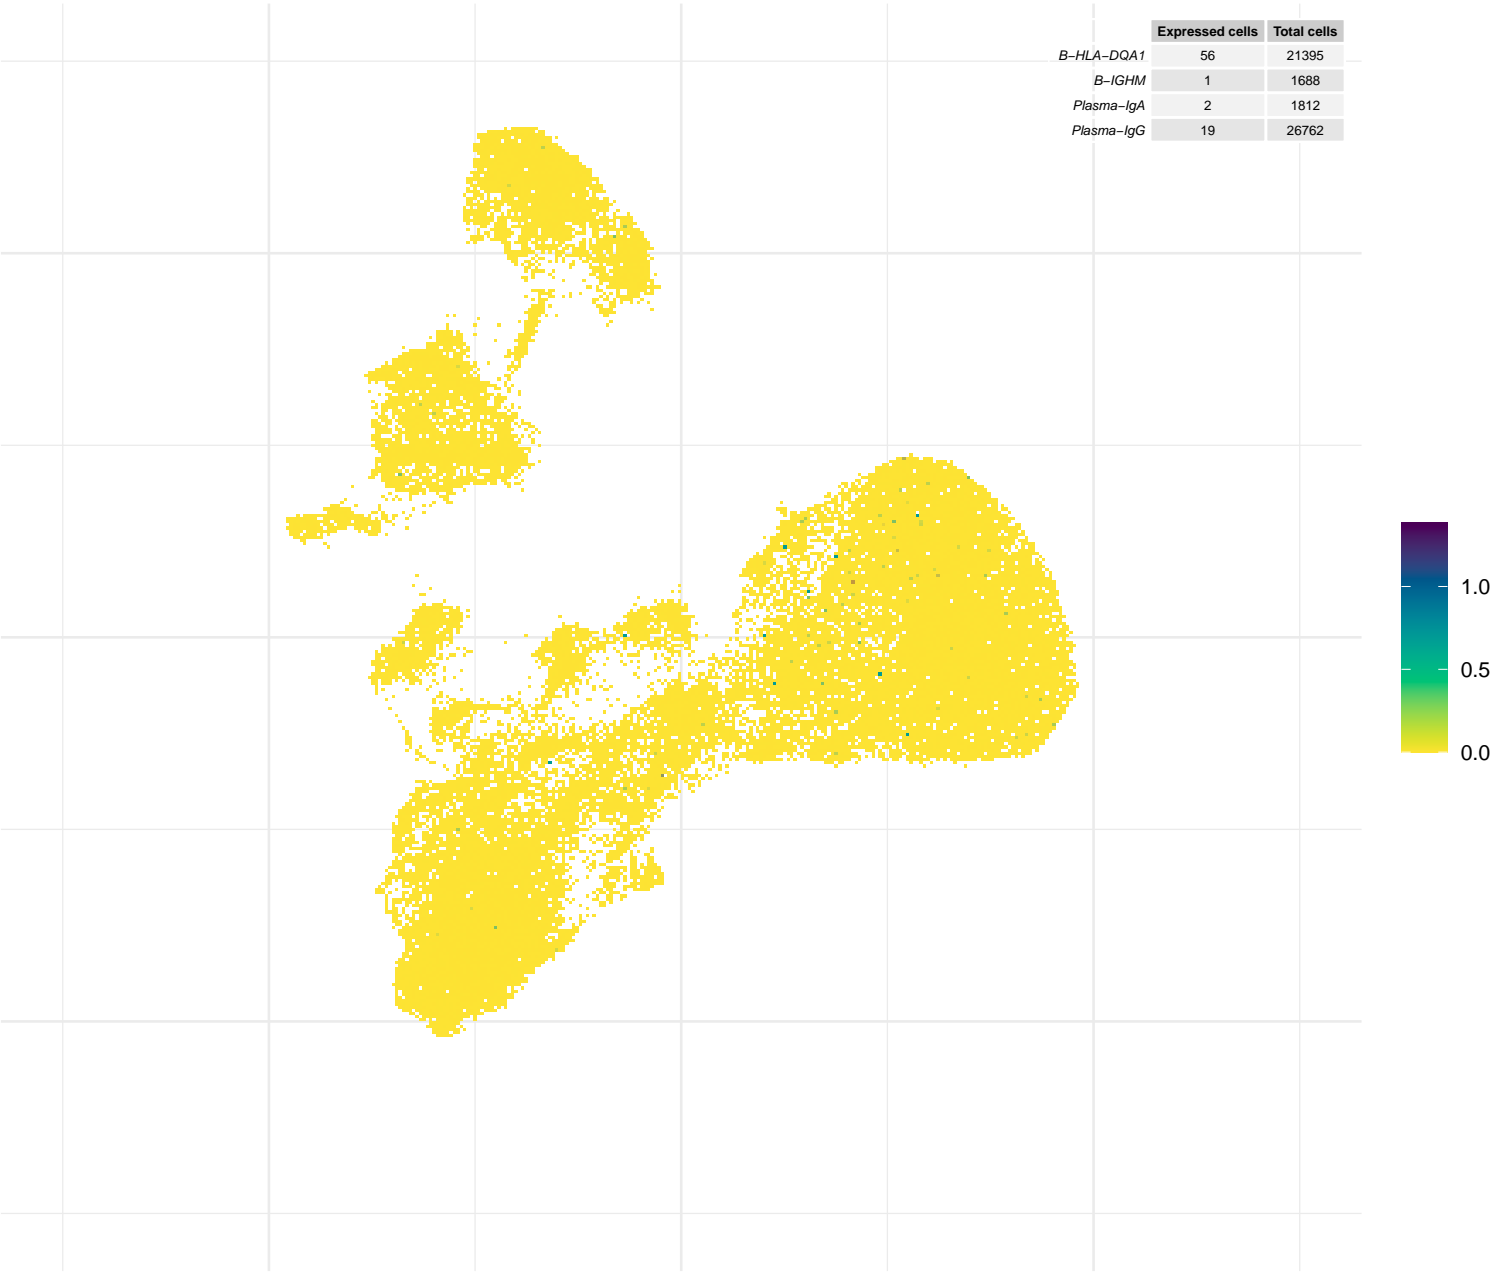 Expressed cells Total cells
B−HLA−DQA1 56 21395
B−IGHM 1 1688
Plasma−IgA 2 1812
Plasma−IgG 19 26762
1.0
0.5
0.0